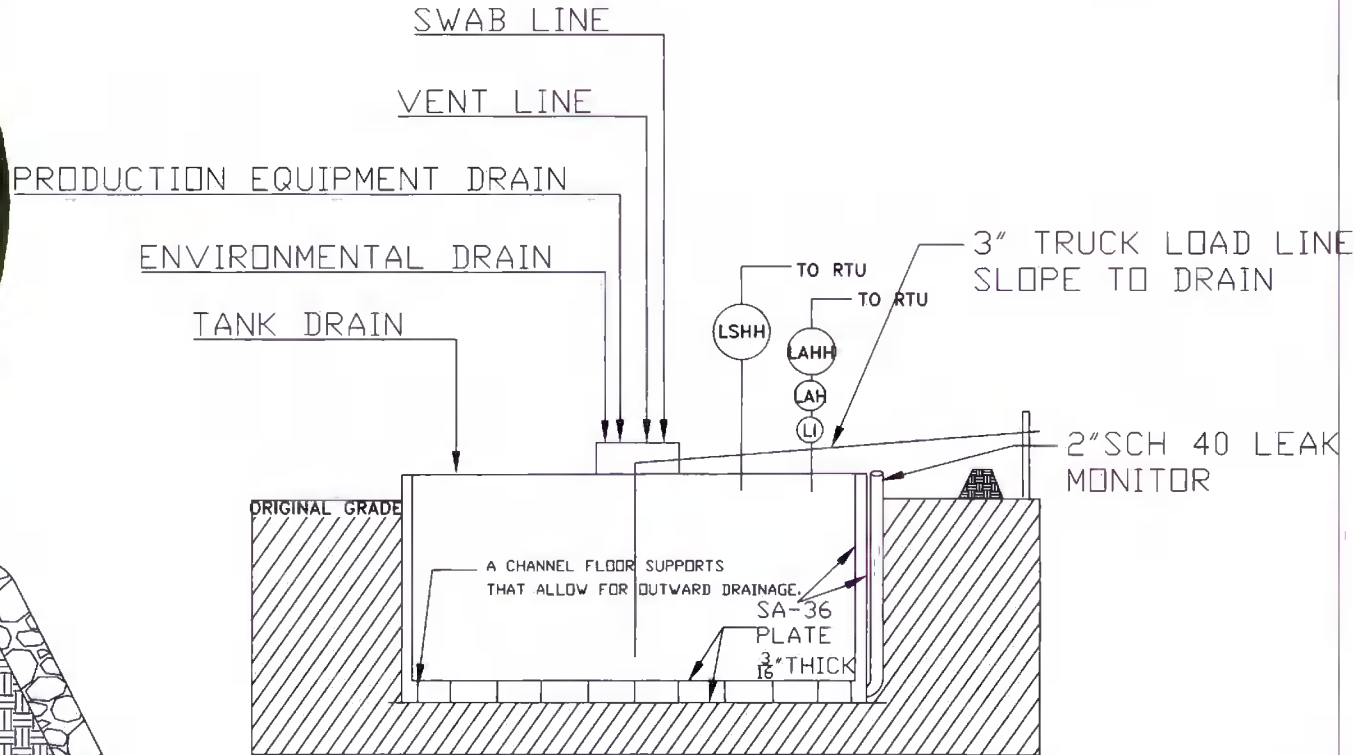 SWAB LINE
VENT LINE
PRODUCTION EQUIPMENT DRAIN
ENVIRONMENTAL DRAIN
TANK DRAIN
TO RTU
TO RTU
3" TRUCK LOAD LINE
SLOPE TO DRAIN
LSHH
LAHH
LAH
LI
2"SCH 40 LEAK
MONITOR
ORIGINAL GRADE
A CHANNEL FLOOR SUPPORTS
THAT ALLOW FOR OUTWARD DRAINAGE.
SA-36
PLATE
3/16" THICK